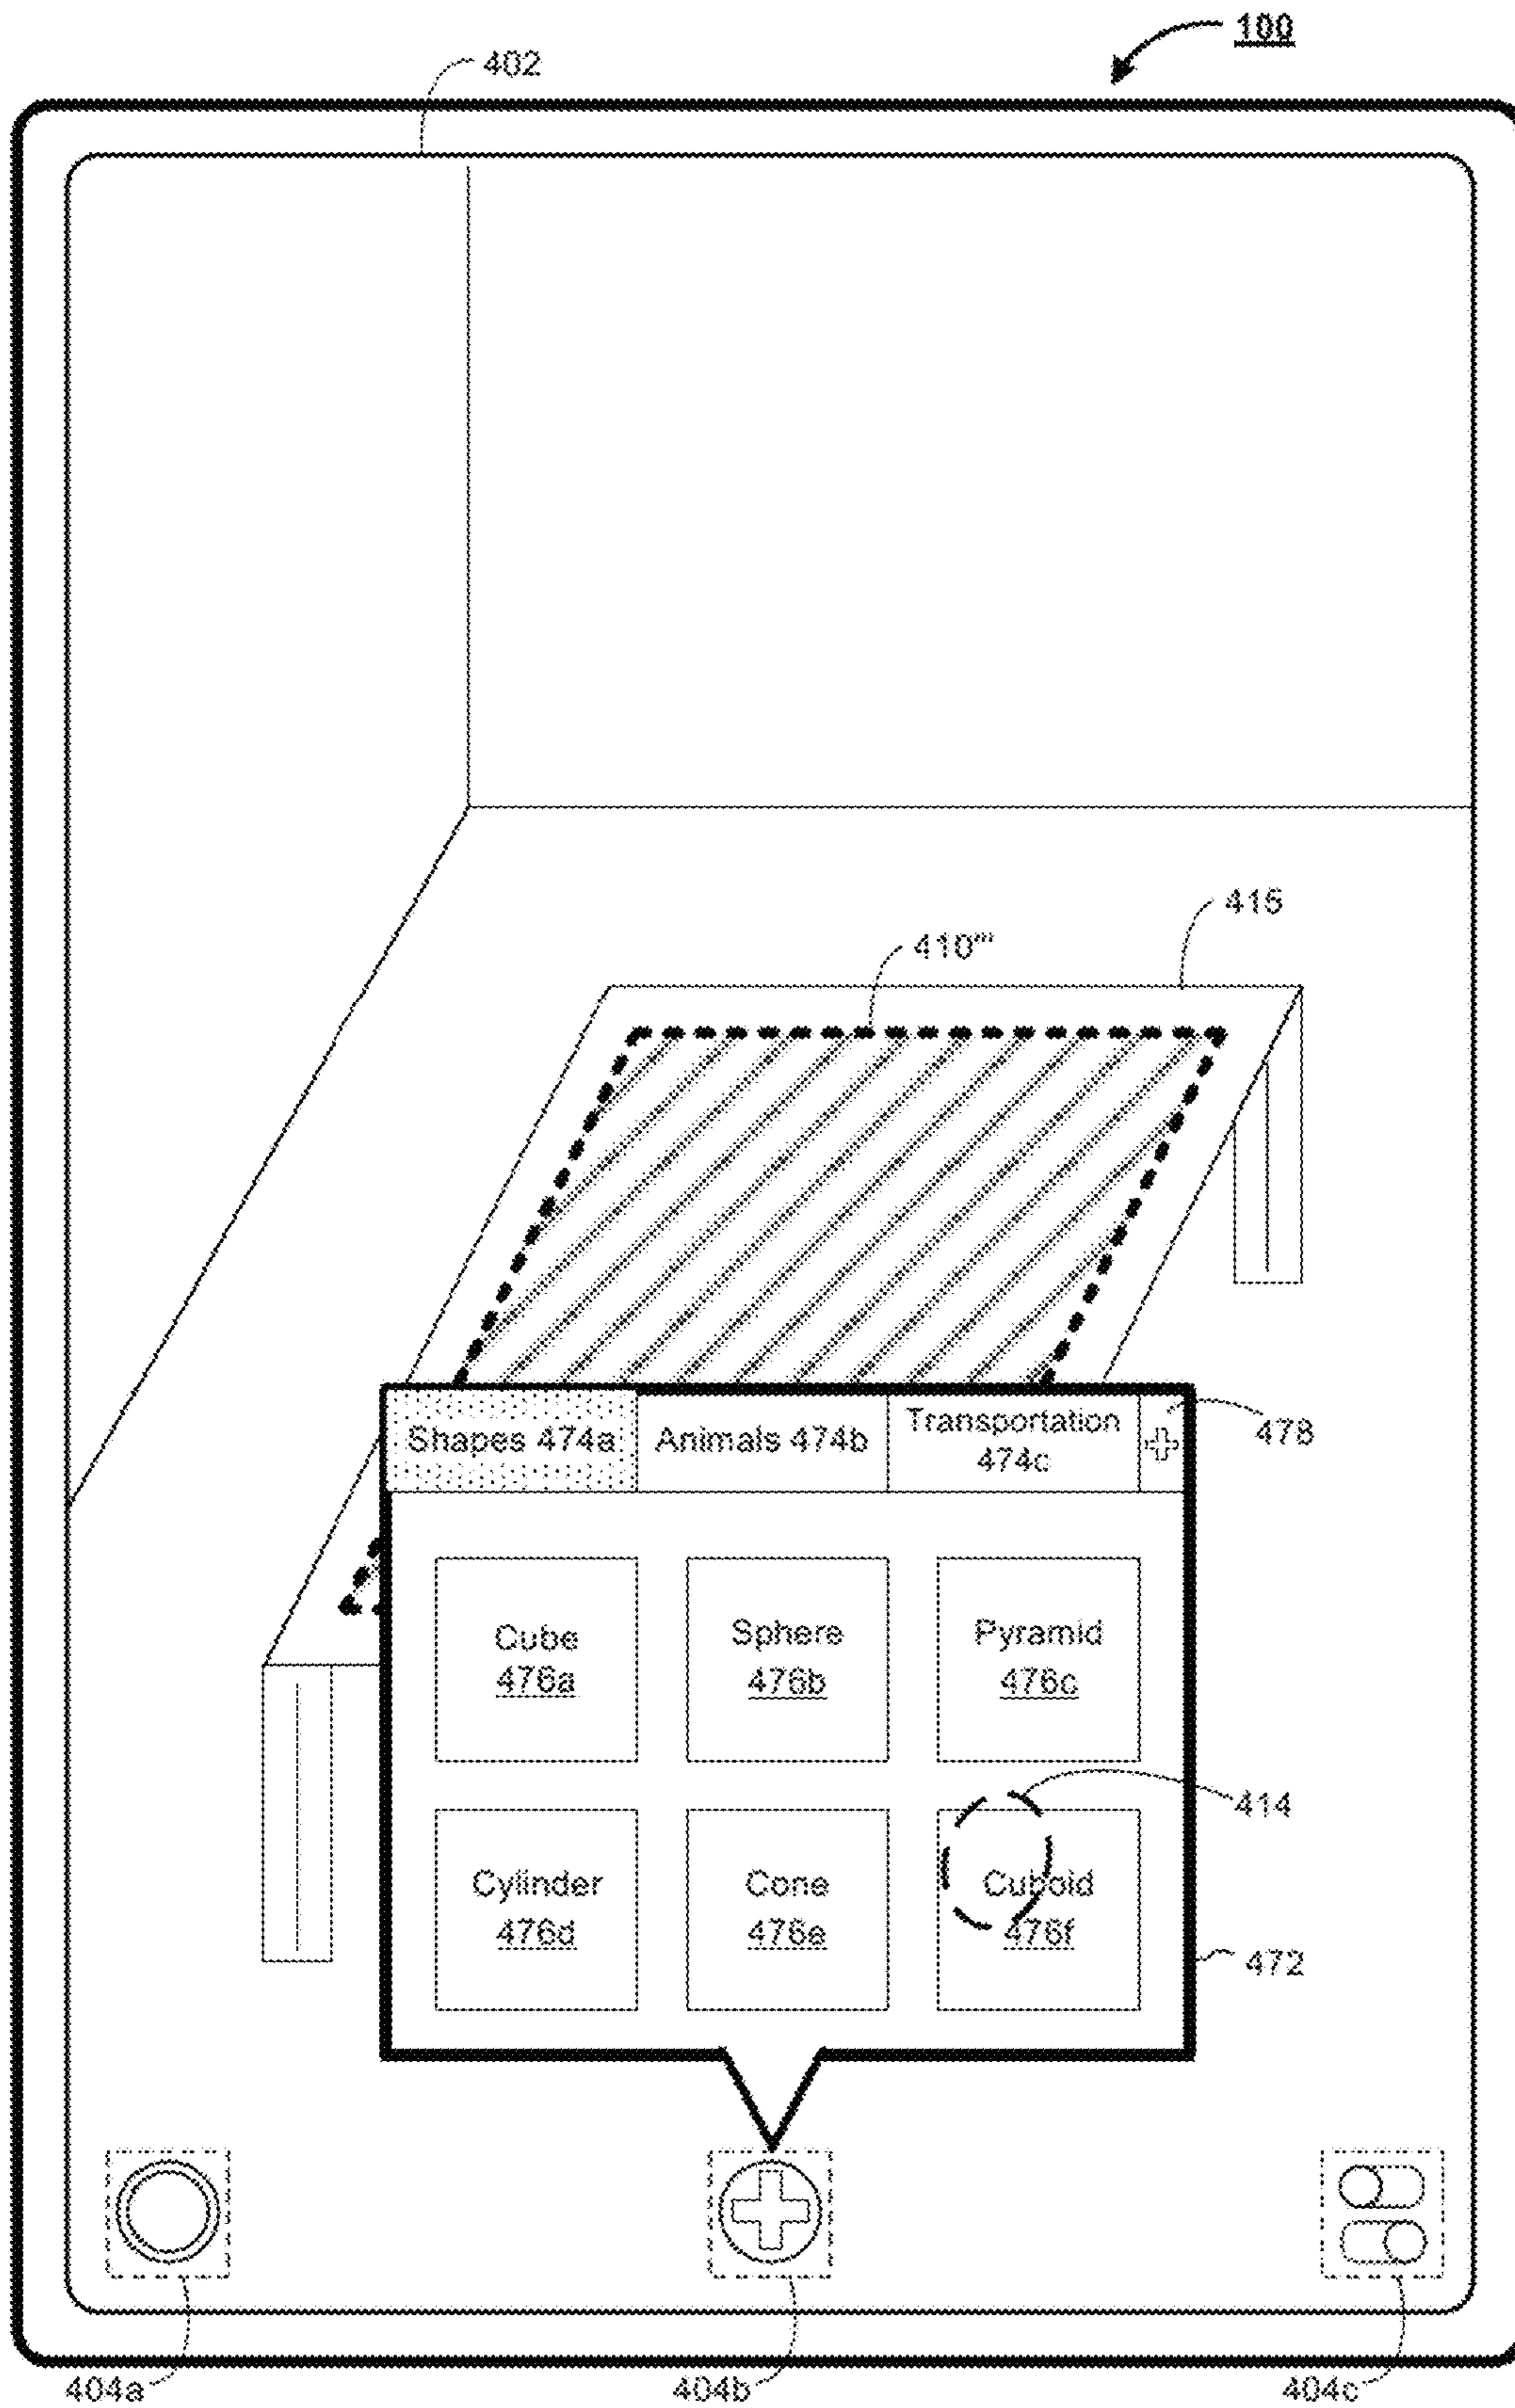 100
402
415
410'''
Shapes 474a
Animals 474b
Transportation
474c
478
Cube
476a
Sphere
476b
Pyramid
476c
414
Cylinder
476d
Cone
476e
Cuboid
476f
472
404a
404b
404c